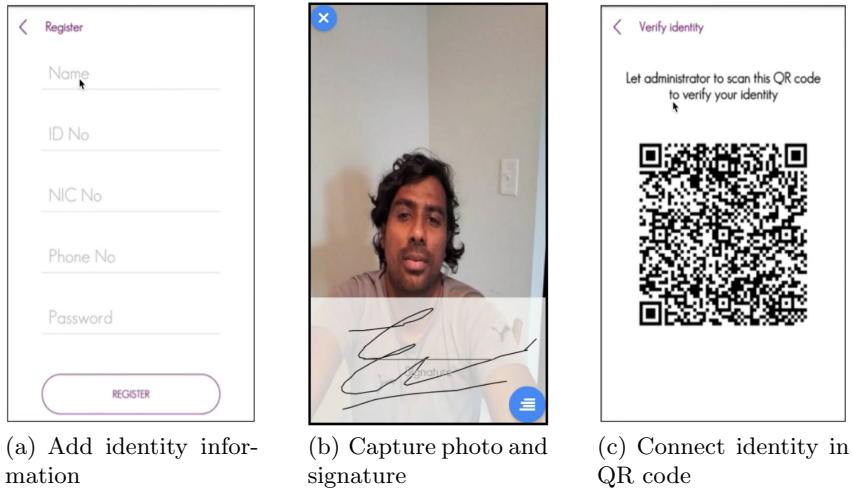 Register
Name
ID No
NIC No
Phone No
Password
REGISTER
(a) Add identity infor-
mation
Signature
(b) Capture photo and
signature
Verify identity
Let administrator to scan this QR code
to verify your identity
(c) Connect identity in
QR code